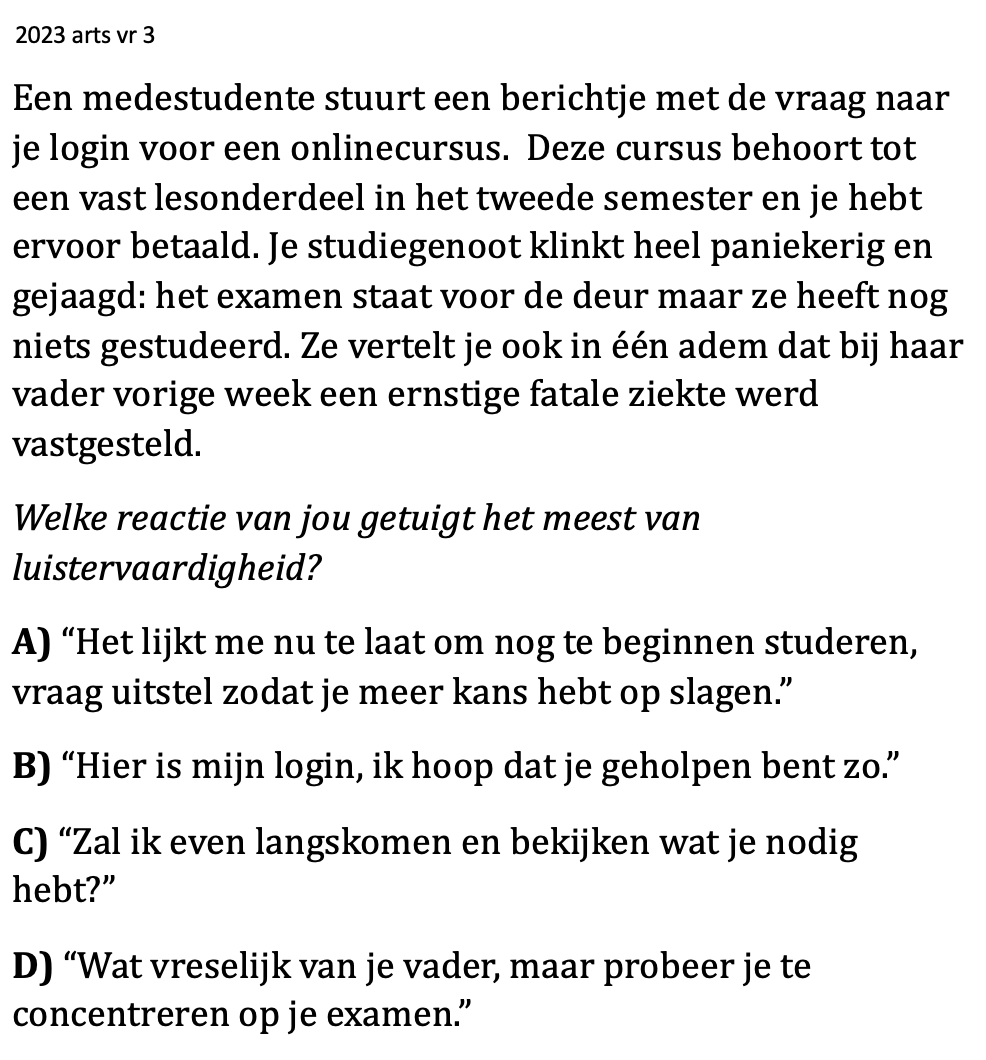 2023 arts vr 3
Een medestudente stuurt een berichtje met de vraag naar
je login voor een onlinecursus.  Deze cursus behoort tot
een vast lesonderdeel in het tweede semester en je hebt
ervoor betaald. Je studiegenoot klinkt heel paniekerig en
gejaagd: het examen staat voor de deur maar ze heeft nog
niets gestudeerd. Ze vertelt je ook in één adem dat bij haar
vader vorige week een ernstige fatale ziekte werd
vastgesteld.
Welke reactie van jou getuigt het meest van
luistervaardigheid?
A) “Het lijkt me nu te laat om nog te beginnen studeren,
vraag uitstel zodat je meer kans hebt op slagen.”
B) “Hier is mijn login, ik hoop dat je geholpen bent zo.”
C) “Zal ik even langskomen en bekijken wat je nodig
hebt?”
D) “Wat vreselijk van je vader, maar probeer je te
concentreren op je examen.”